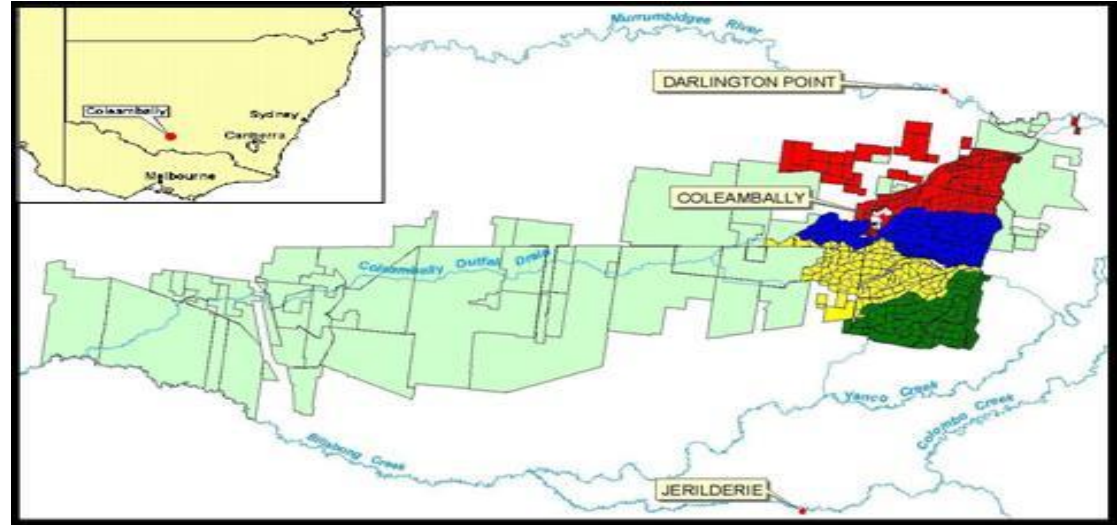 Murrumbidgee River
DARLINGTON POINT
Coleambally
Sydney
Canberra
Melbourne
COLEAMBALLY
Coleambally Outfall Drain
Yanco Creek
Colombo Creek
Billabong Creek
JERILDERIE